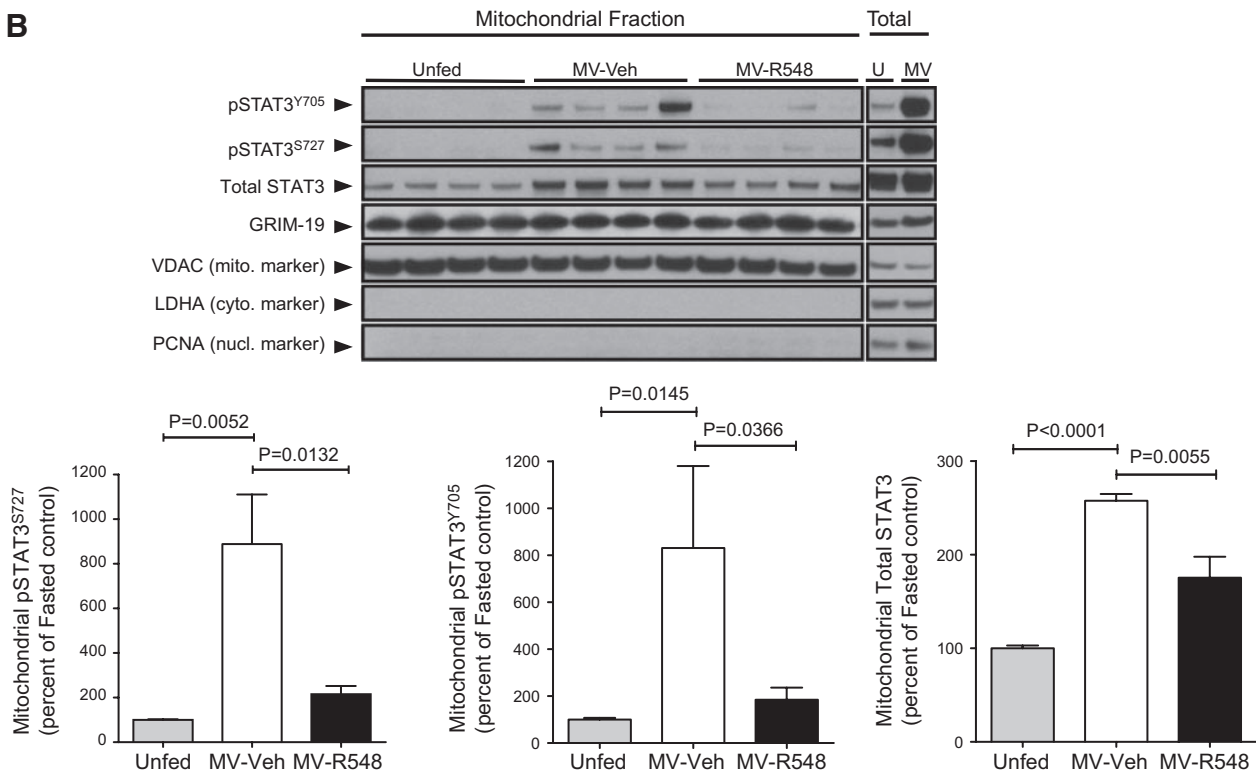 B
Mitochondrial Fraction Total
Unfed MV-Veh MV-R548 U MV
pSTAT3Y705
pSTAT3S727
Total STAT3
GRIM-19
VDAC (mito. marker)
LDHA (cyto. marker)
PCNA (nucl. marker)
P=0.0052
P=0.0132
Mitochondrial pSTAT3S727
(percent of Fasted control)
1200
1000
800
600
400
200
0
Unfed MV-Veh MV-R548
P=0.0145
P=0.0366
Mitochondrial pSTAT3Y705
(percent of Fasted control)
1200
1000
800
600
400
200
0
Unfed MV-Veh MV-R548
P<0.0001
P=0.0055
Mitochondrial Total STAT3
(percent of Fasted control)
300
200
100
0
Unfed MV-Veh MV-R548